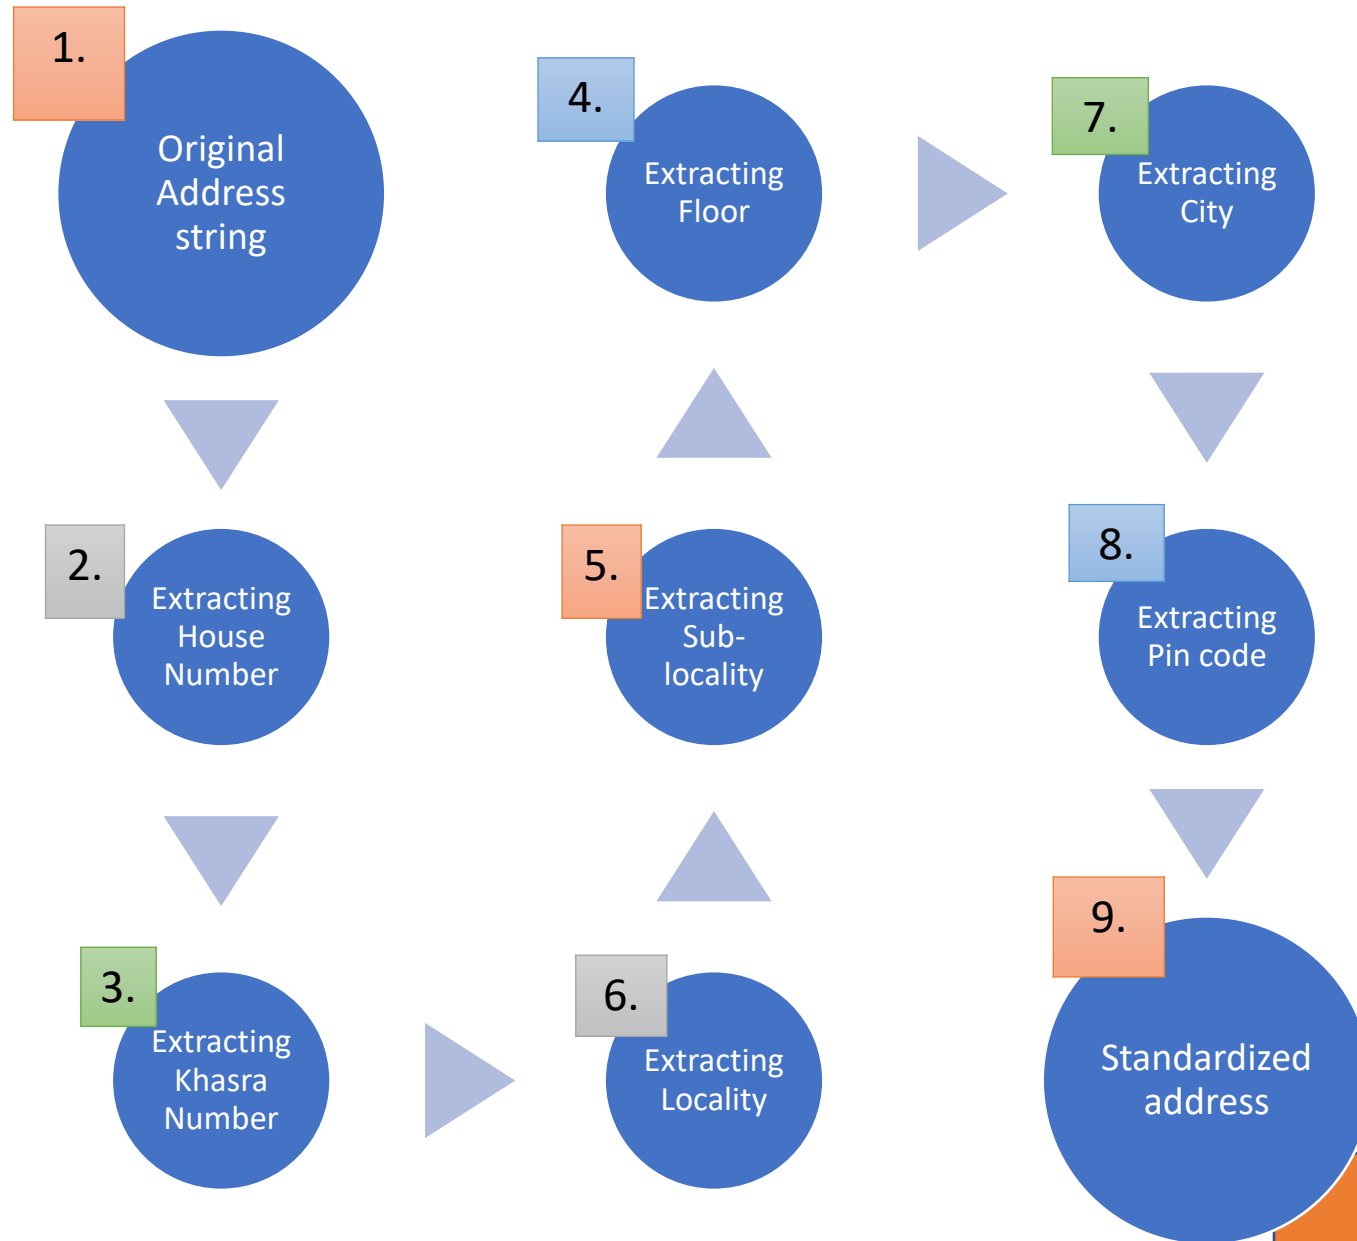 1.
Original
Address
string
2.
Extracting
House
Number
3.
Extracting
Khasra
Number
4.
Extracting
Floor
5.
Extracting
Sub-
locality
6.
Extracting
Locality
7.
Extracting
City
8.
Extracting
Pin code
9.
Standardized
address